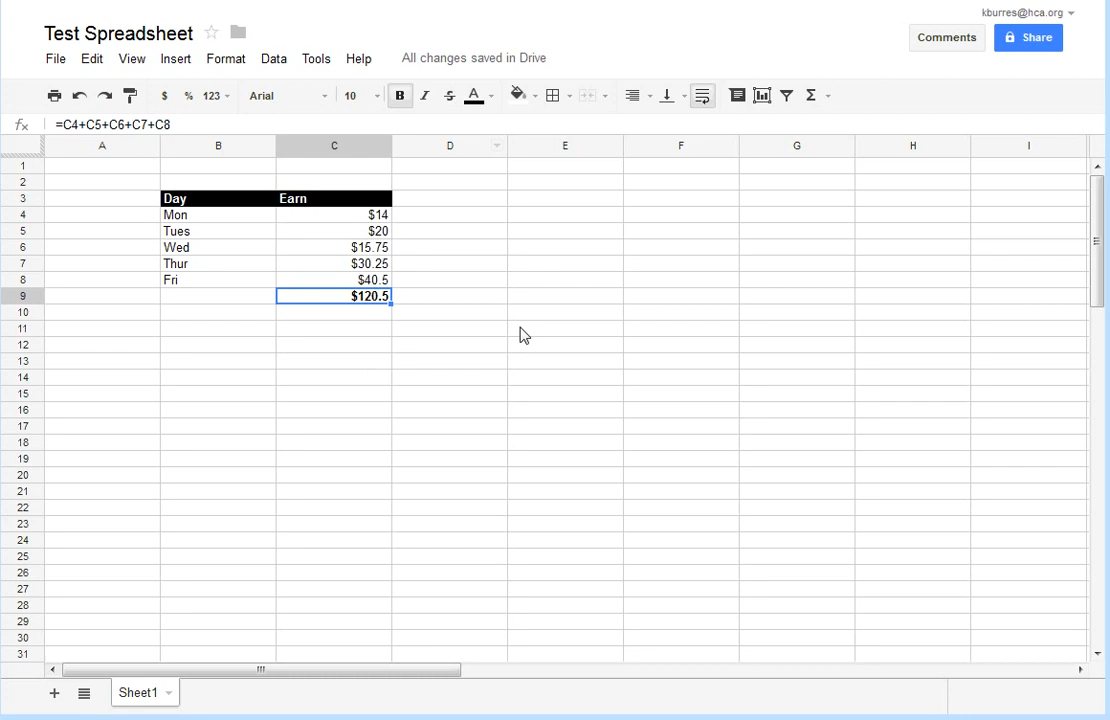 kburres@hca.org
Test Spreadsheet
Comments
Share
File Edit View Insert Format Data Tools Help All changes saved in Drive
$ % 123 Arial 10 B I S A Σ
fx =C4+C5+C6+C7+C8
A B C D E F G H I
1
2
3 Day Earn
4 Mon $14
5 Tues $20
6 Wed $15.75
7 Thur $30.25
8 Fri $40.5
9 $120.5
10
11
12
13
14
15
16
17
18
19
20
21
22
23
24
25
26
27
28
29
30
31
+ Sheet1